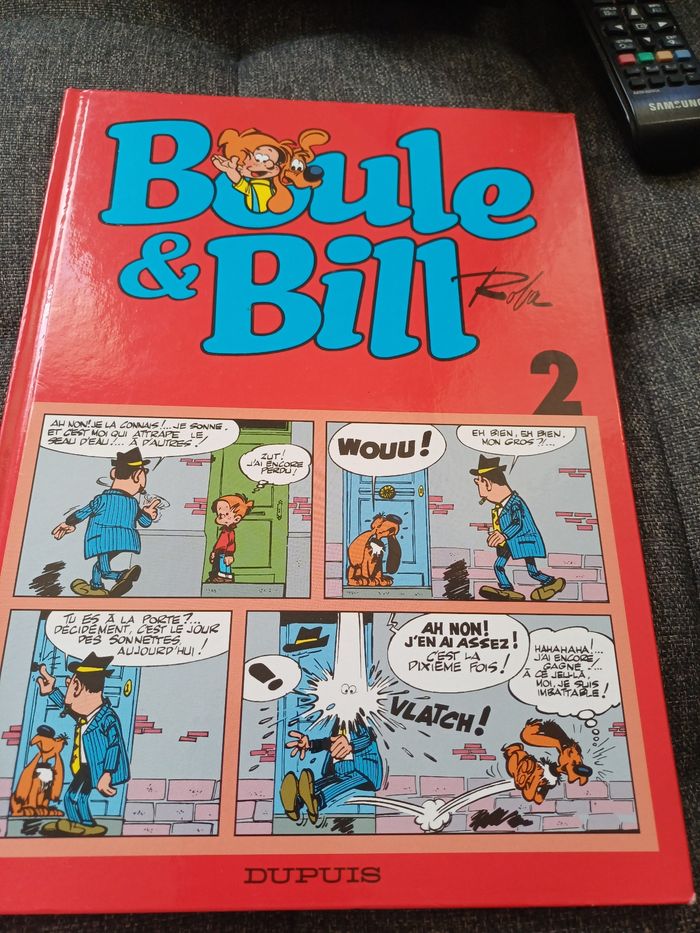 Boule
& Bill
Roba
2
AH NON! JE LA CONNAIS!... JE SONNE,
ET C'EST MOI QUI ATTRAPE LE
SEAU D'EAU!... À D'AUTRES!
ZUT!
J'AI ENCORE
PERDU!
WOUU!
EH BIEN, EH BIEN,
MON GROS?!...
TU ES À LA PORTE?...
DÉCIDÉMENT, C'EST LE JOUR
DES SONNETTES,
AUJOURD'HUI!
!
VLATCH!
AH NON!
J'EN AI ASSEZ!
C'EST LA
DIXIÈME FOIS!
HAHAHAHA!...
J'AI ENCORE
GAGNÉ!...
À CE JEU-LÀ,
MOI, JE SUIS
IMBATTABLE!
DUPUIS
SAMSUNG